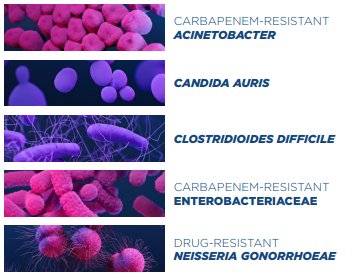 CARBAPENEM-RESISTANT
ACINETOBACTER
CANDIDA AURIS
CLOSTRIDIOIDES DIFFICILE
CARBAPENEM-RESISTANT
ENTEROBACTERIACEAE
DRUG-RESISTANT
NEISSERIA GONORRHOEAE